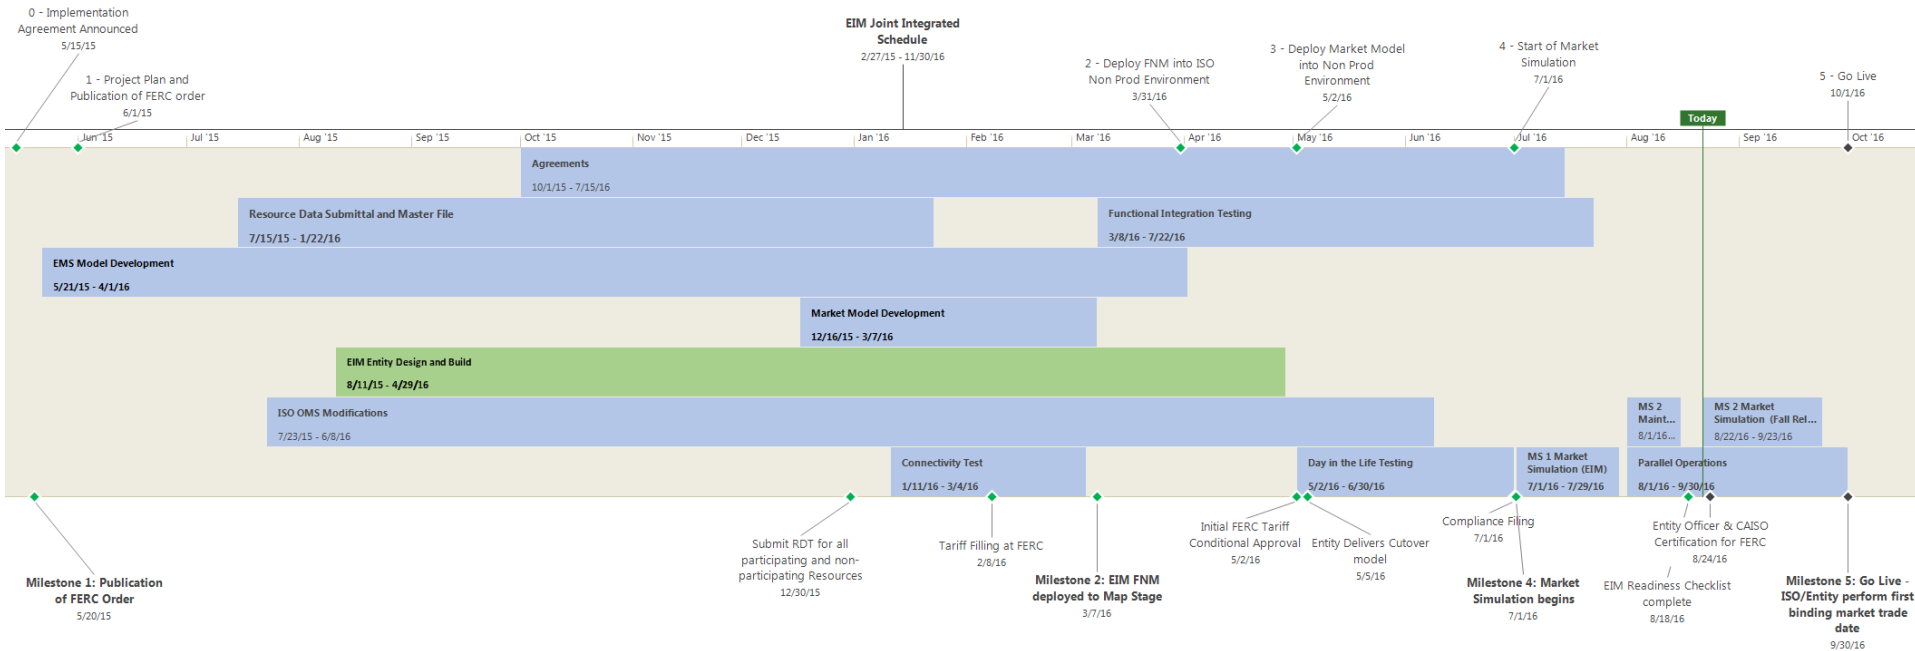 0 - Implementation
Agreement Announced
5/15/15
1 - Project Plan and
Publication of FERC order
6/1/15
EIM Joint Integrated
Schedule
2/27/15 - 11/30/16
2 - Deploy FNM into ISO
Non Prod Environment
3/31/16
3 - Deploy Market Model
into Non Prod
Environment
5/2/16
4 - Start of Market
Simulation
7/1/16
5 - Go Live
10/1/16
Today
Jun '15
Jul '15
Aug '15
Sep '15
Oct '15
Nov '15
Dec '15
Jan '16
Feb '16
Mar '16
Apr '16
May '16
Jun '16
Jul '16
Aug '16
Sep '16
Oct '16
Agreements
10/1/15 - 7/15/16
Resource Data Submittal and Master File
7/15/15 - 1/22/16
Functional Integration Testing
3/8/16 - 7/22/16
EMS Model Development
5/21/15 - 4/1/16
Market Model Development
12/16/15 - 3/7/16
EIM Entity Design and Build
8/11/15 - 4/29/16
ISO OMS Modifications
7/23/15 - 6/8/16
MS 2
Maint...
8/1/16...
MS 2 Market
Simulation (Fall Rel...
8/22/16 - 9/23/16
Connectivity Test
1/11/16 - 3/4/16
Day in the Life Testing
5/2/16 - 6/30/16
MS 1 Market
Simulation (EIM)
7/1/16 - 7/29/16
Parallel Operations
8/1/16 - 9/30/16
Milestone 1: Publication
of FERC Order
5/20/15
Submit RDT for all
participating and non-
participating Resources
12/30/15
Tariff Filling at FERC
2/8/16
Milestone 2: EIM FNM
deployed to Map Stage
3/7/16
Initial FERC Tariff
Conditional Approval
5/2/16
Entity Delivers Cutover
model
5/5/16
Compliance Filing
7/1/16
Milestone 4: Market
Simulation begins
7/1/16
Entity Officer & CAISO
Certification for FERC
8/24/16
EIM Readiness Checklist
complete
8/18/16
Milestone 5: Go Live -
ISO/Entity perform first
binding market trade
date
9/30/16